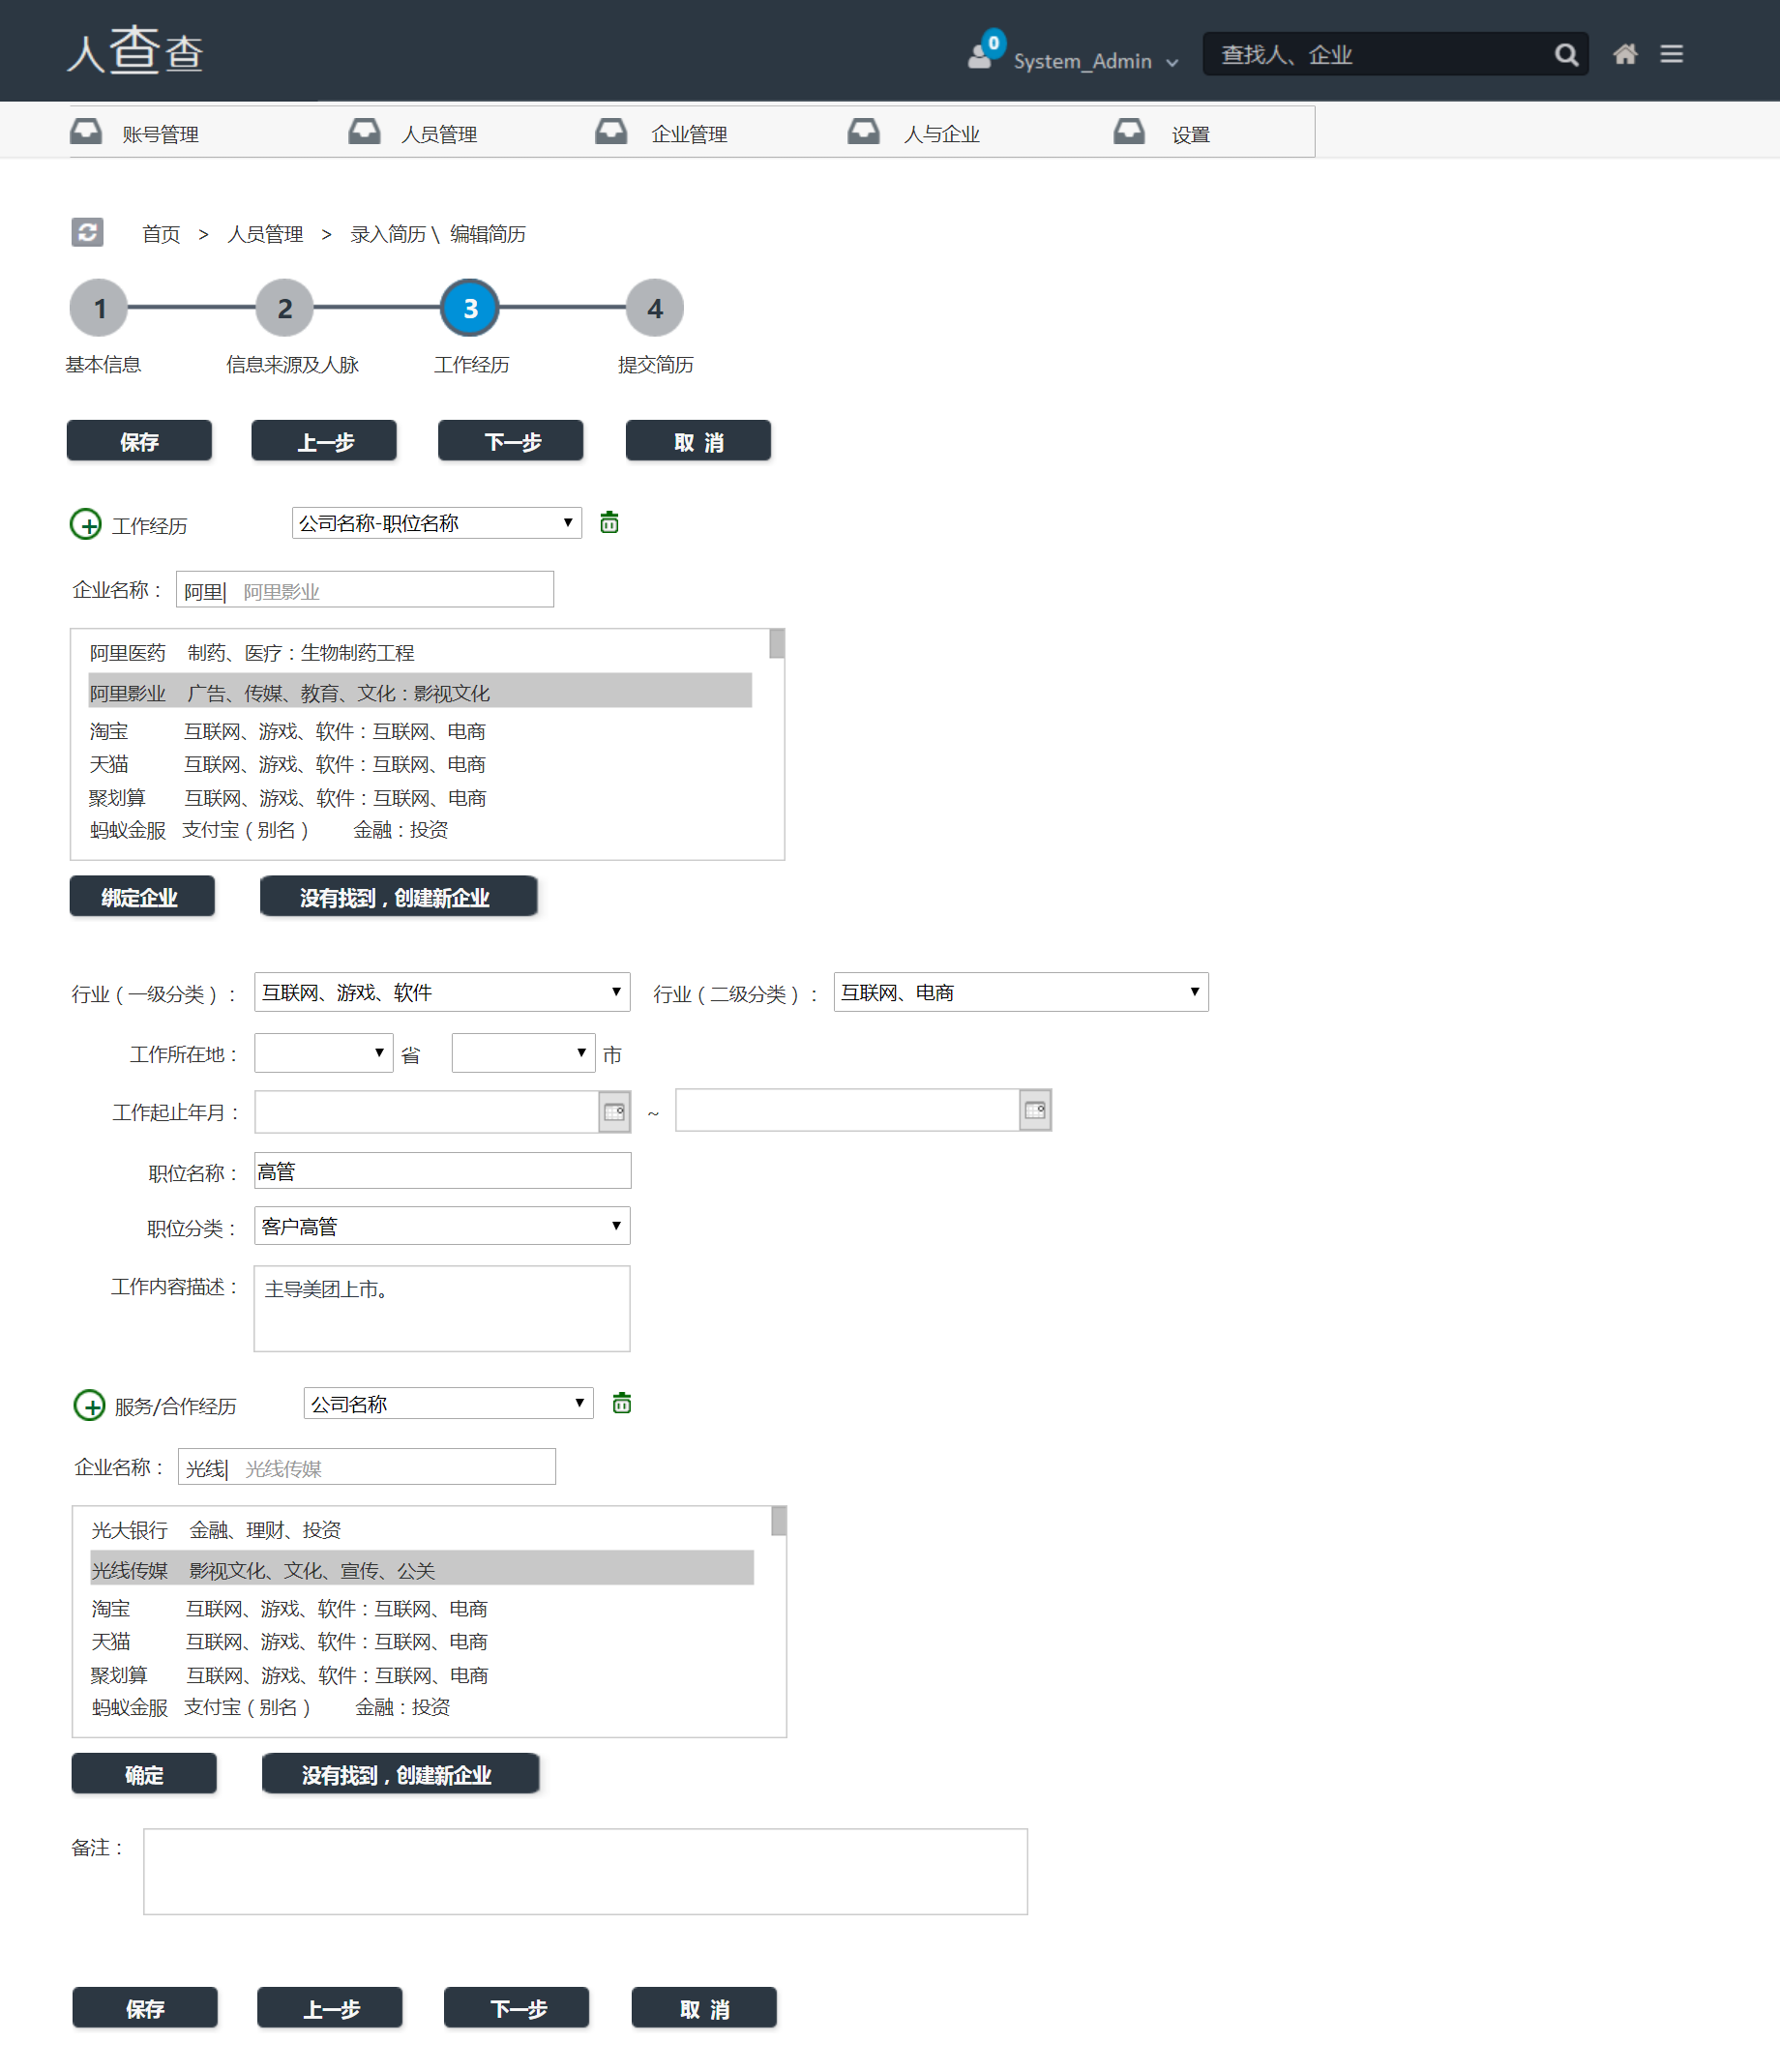 人查查 0 System_Admin 查找人、企业
账号管理 人员管理 企业管理 人与企业 设置
首页 > 人员管理 > 录入简历 \ 编辑简历
1 2 3 4
基本信息 信息来源及人脉 工作经历 提交简历
保存 上一步 下一步 取 消
工作经历 公司名称-职位名称
企业名称： 阿里| 阿里影业
阿里医药 制药、医疗：生物制药工程
阿里影业 广告、传媒、教育、文化：影视文化
淘宝 互联网、游戏、软件：互联网、电商
天猫 互联网、游戏、软件：互联网、电商
聚划算 互联网、游戏、软件：互联网、电商
蚂蚁金服 支付宝（别名） 金融：投资
绑定企业 没有找到，创建新企业
行业（一级分类）： 互联网、游戏、软件 行业（二级分类）： 互联网、电商
工作所在地： 省 市
工作起止年月： ~
职位名称： 高管
职位分类： 客户高管
工作内容描述： 主导美团上市。
服务/合作经历 公司名称
企业名称： 光线| 光线传媒
光大银行 金融、理财、投资
光线传媒 影视文化、文化、宣传、公关
淘宝 互联网、游戏、软件：互联网、电商
天猫 互联网、游戏、软件：互联网、电商
聚划算 互联网、游戏、软件：互联网、电商
蚂蚁金服 支付宝（别名） 金融：投资
确定 没有找到，创建新企业
备注：
保存 上一步 下一步 取 消